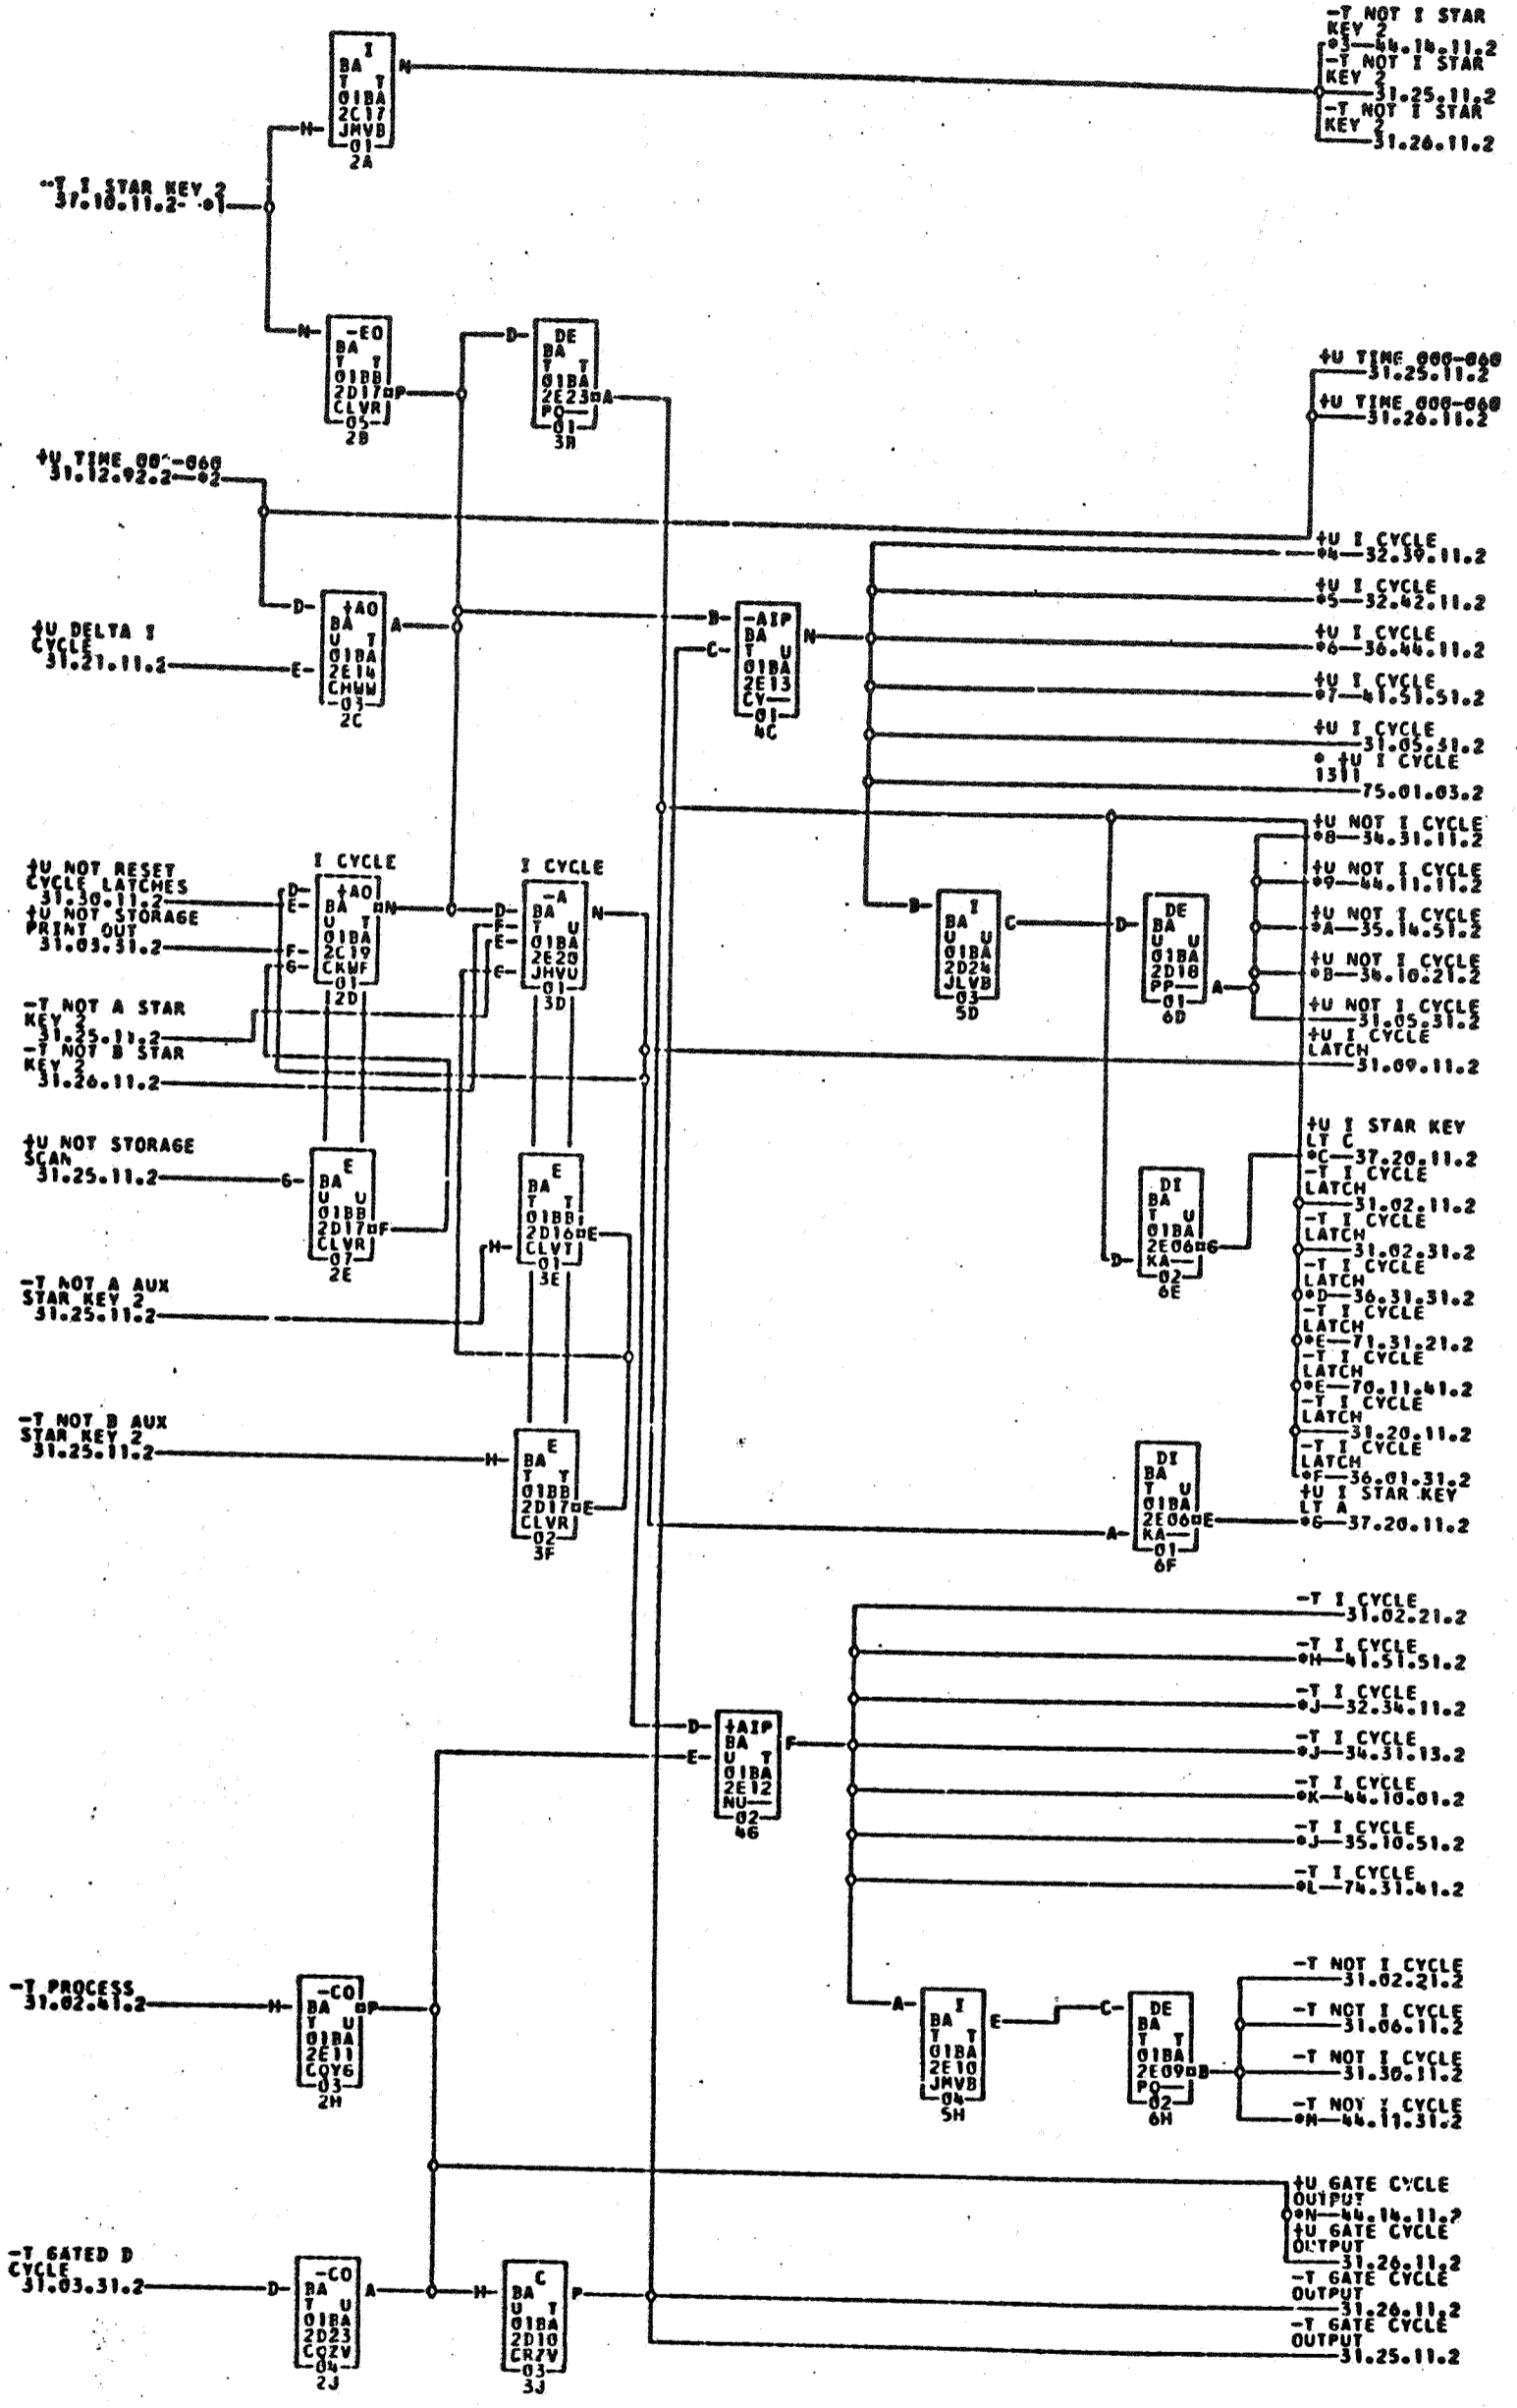 -T NOT I STAR
KEY 2
*3—44.14.11.2
-T NOT I STAR
KEY 2
31.25.11.2
-T NOT I STAR
KEY 2
31.26.11.2
I
BA N
T T
01BA
2C17
H JMVB
01
2A
-T I STAR KEY 2
37.10.11.2- *1
N -EO
BA
T T
01BB
2D17 P
CLVR
05
2B
D DE
BA
T T
01BA
2E23 A
PQ—
01
3B
+U TIME 000-060
31.25.11.2
+U TIME 000-060
31.26.11.2
+U TIME 00 -060
31.12.92.2—*2
D +AO
BA A
U T
01BA
E 2E14
CHWW
03
2C
+U DELTA I
CYCLE
31.21.11.2
B -AIP
BA N
C T U
01BA
2E13
CY—
01
4C
+U I CYCLE
*4—32.39.11.2
+U I CYCLE
*5—32.42.11.2
+U I CYCLE
*6—36.44.11.2
+U I CYCLE
*7—41.51.51.2
+U I CYCLE
31.05.31.2
* +U I CYCLE
1311
75.01.03.2
+U NOT I CYCLE
*8—34.31.11.2
+U NOT I CYCLE
*9—44.11.11.2
+U NOT I CYCLE
*A—35.14.51.2
+U NOT I CYCLE
*B—34.10.21.2
+U NOT I CYCLE
31.05.31.2
+U I CYCLE
LATCH
31.09.11.2
+U NOT RESET
CYCLE LATCHES
31.30.11.2
+U NOT STORAGE
PRINT OUT
31.03.31.2
I CYCLE
D +AO
E BA N
U T
01BA
F 2C19
G CKWF
01
2D
I CYCLE
-A
D BA N
F T U
E 01BA
2E20
G JHVU
01
3D
I
B BA C
U U
01BA
2D24
JLVB
03
5D
DE
D BA
U U
01BA
2D18
PP— A
01
6D
-T NOT A STAR
KEY 2
31.25.11.2
-T NOT B STAR
KEY 2
31.26.11.2
+U NOT STORAGE
SCAN
31.25.11.2
E
G BA
U U
01BB
2D17 F
CLVR
07
2E
E
BA
T T
01BB
2D16 E
H CLVT
01
3E
DI
BA
T U
01BA
2E06 G
D KA—
02
6E
+U I STAR KEY
LT C
*C—37.20.11.2
-T I CYCLE
LATCH
31.02.11.2
-T I CYCLE
LATCH
31.02.31.2
-T I CYCLE
LATCH
*D—36.31.31.2
-T I CYCLE
LATCH
*E—71.31.21.2
-T I CYCLE
LATCH
*E—70.11.41.2
-T I CYCLE
LATCH
31.20.11.2
-T I CYCLE
LATCH
*F—36.01.31.2
+U I STAR KEY
LT A
*G—37.20.11.2
-T NOT A AUX
STAR KEY 2
31.25.11.2
-T NOT B AUX
STAR KEY 2
31.25.11.2
E
H BA
T T
01BB
2D17 E
CLVR
02
3F
DI
BA
T U
01BA
2E06 E
A KA—
01
6F
-T I CYCLE
31.02.21.2
-T I CYCLE
*H—41.51.51.2
-T I CYCLE
*J—32.34.11.2
-T I CYCLE
*J—34.31.13.2
-T I CYCLE
*K—44.10.01.2
-T I CYCLE
*J—35.10.51.2
-T I CYCLE
*L—74.31.41.2
D +AIP
BA F
E U T
01BA
2E12
NU—
02
4G
-T PROCESS
31.02.41.2
-CO
H BA P
T U
01BA
2E11
CQY6
03
2H
A I
BA E
T T
01BA
2E10
JMVB
04
5H
C DE
BA
T T
01BA
2E09 B
PQ—
02
6H
-T NOT I CYCLE
31.02.21.2
-T NOT I CYCLE
31.06.11.2
-T NOT I CYCLE
31.30.11.2
-T NOT I CYCLE
*M—44.11.31.2
+U GATE CYCLE
OUTPUT
*N—44.14.11.2
+U GATE CYCLE
OUTPUT
31.26.11.2
-T GATE CYCLE
OUTPUT
31.26.11.2
-T GATE CYCLE
OUTPUT
31.25.11.2
-T GATED D
CYCLE
31.03.31.2
-CO
D BA A
T U
01BA
2D23
CQZV
04
2J
C
H BA P
U T
01BA
2D10
CRZV
03
3J